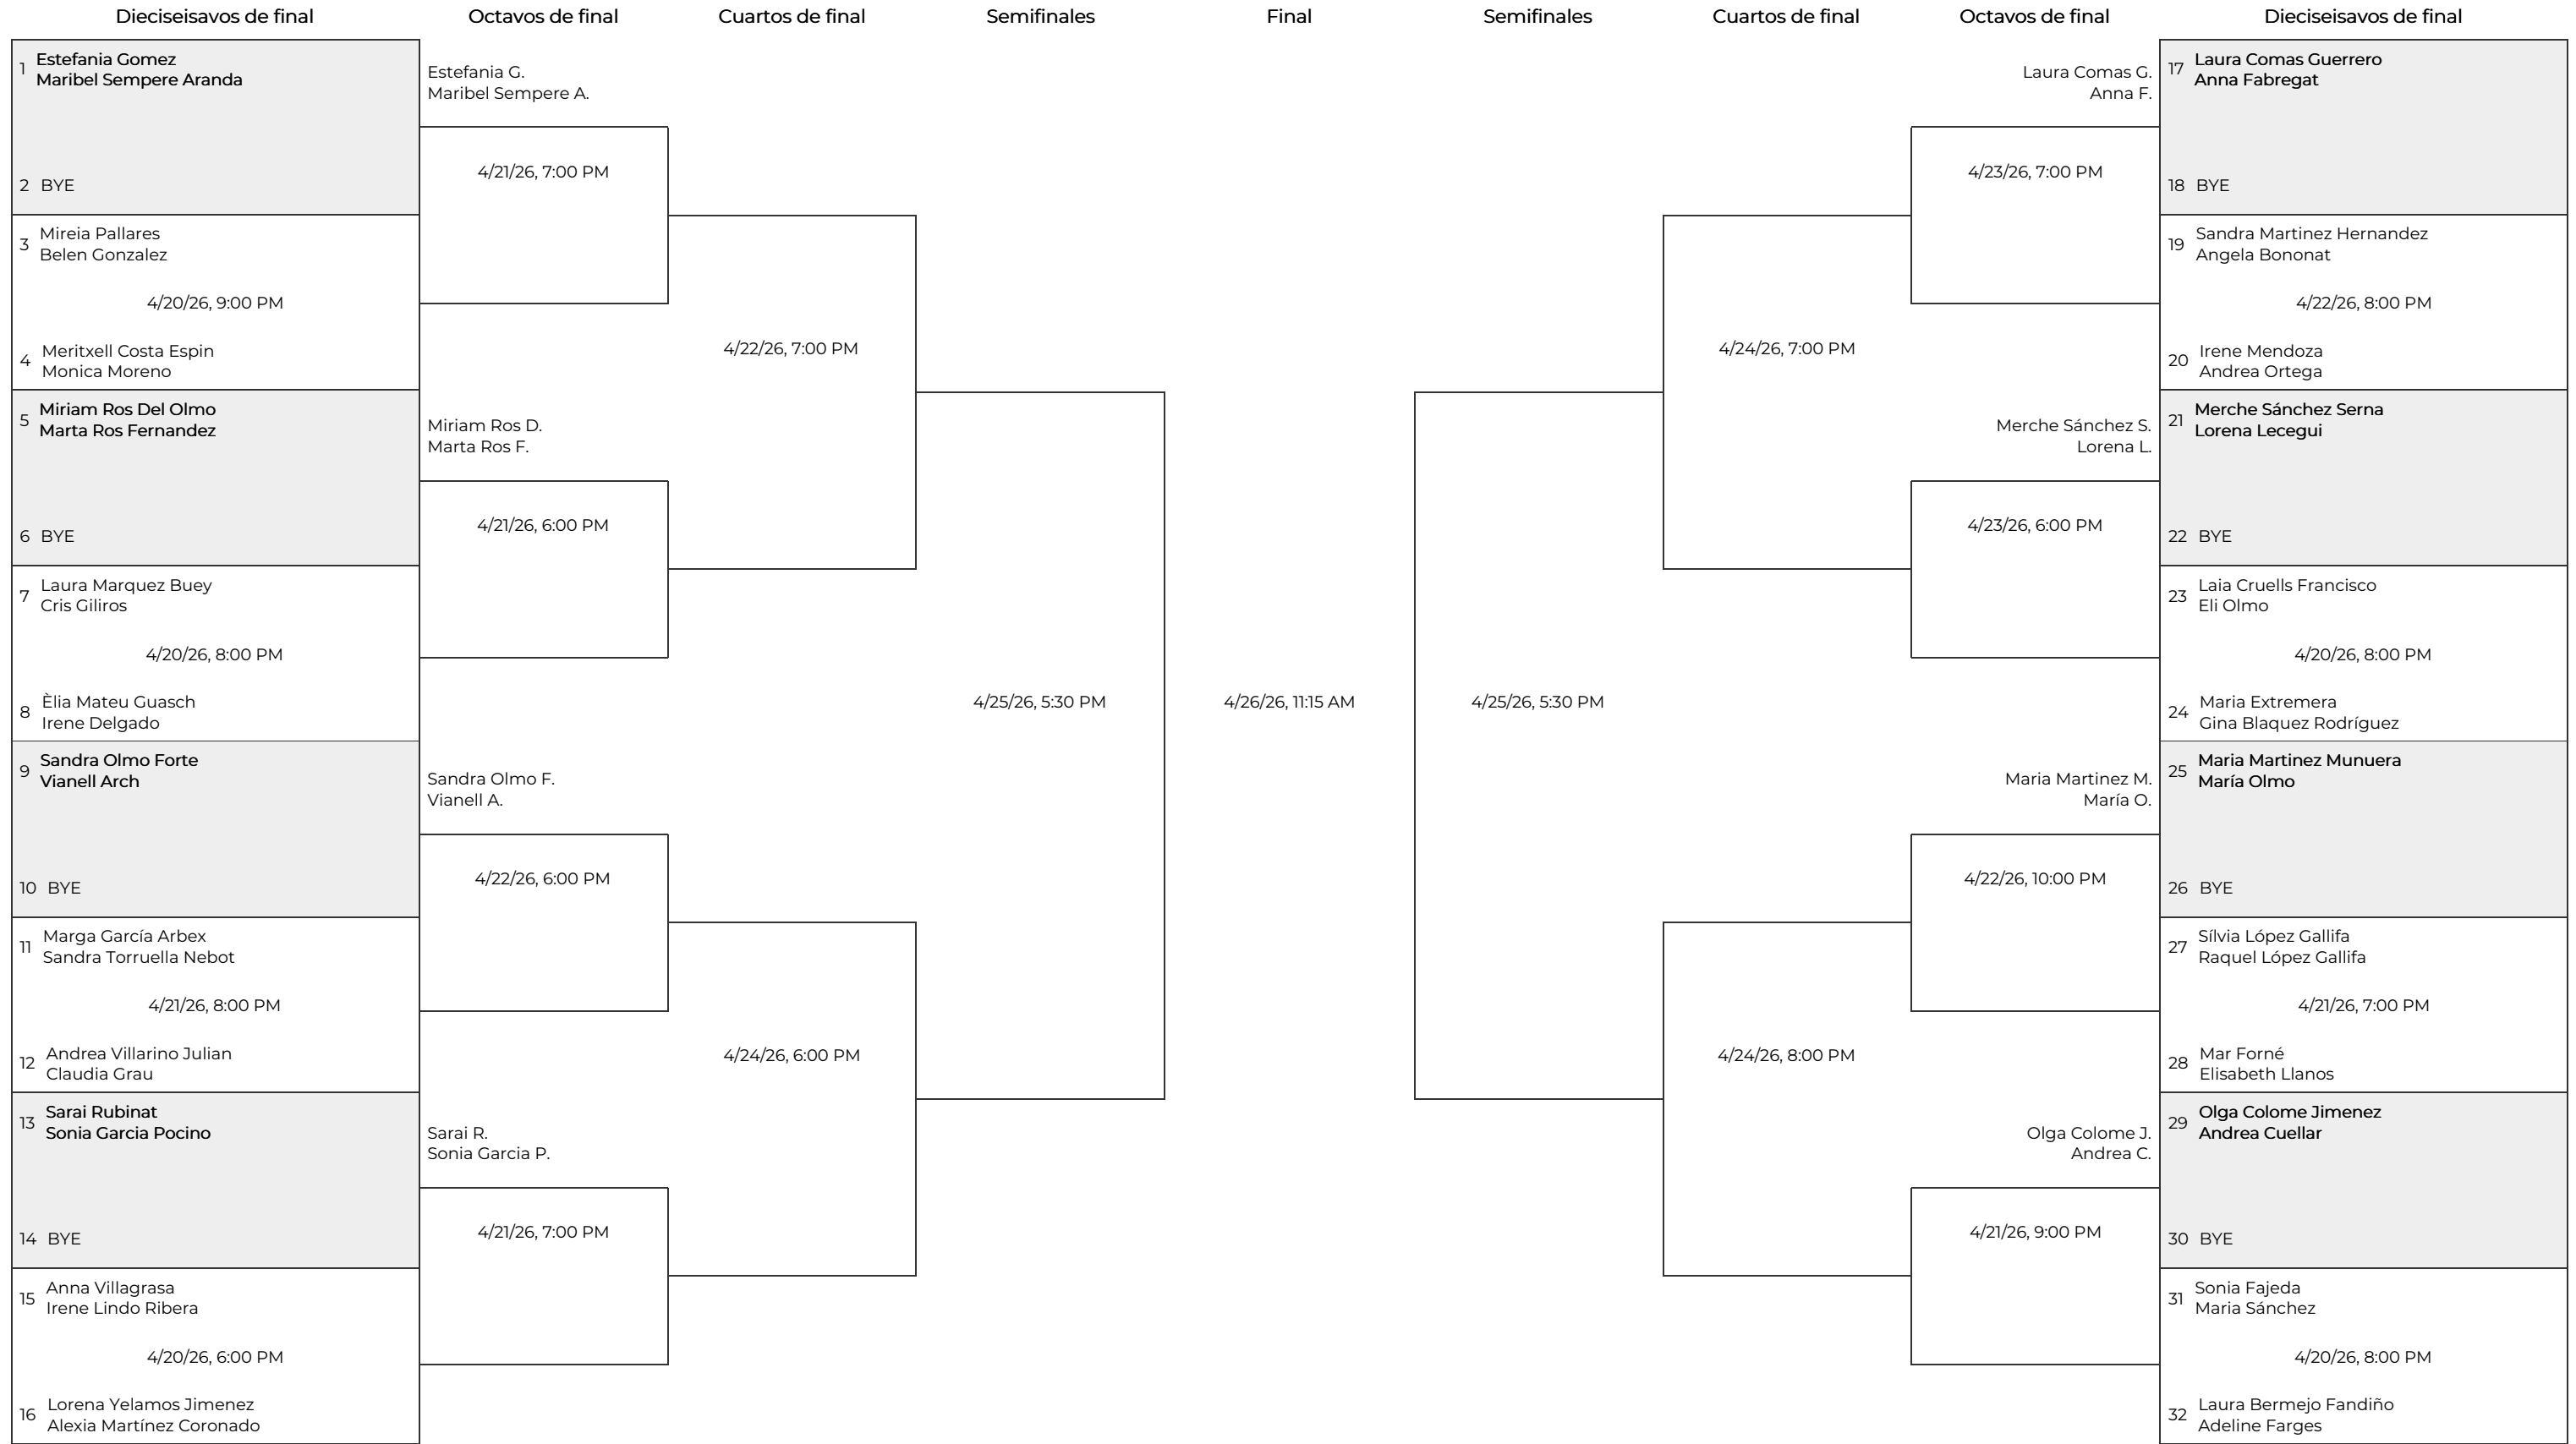 Dieciseisavos de final
Octavos de final
Cuartos de final
Semifinales
Final
Semifinales
Cuartos de final
Octavos de final
Dieciseisavos de final
1 Estefania Gomez
Maribel Sempere Aranda
2 BYE
3 Mireia Pallares
Belen Gonzalez
4/20/26, 9:00 PM
4 Meritxell Costa Espin
Monica Moreno
5 Miriam Ros Del Olmo
Marta Ros Fernandez
6 BYE
7 Laura Marquez Buey
Cris Giliros
4/20/26, 8:00 PM
8 Èlia Mateu Guasch
Irene Delgado
9 Sandra Olmo Forte
Vianell Arch
10 BYE
11 Marga García Arbex
Sandra Torruella Nebot
4/21/26, 8:00 PM
12 Andrea Villarino Julian
Claudia Grau
13 Sarai Rubinat
Sonia Garcia Pocino
14 BYE
15 Anna Villagrasa
Irene Lindo Ribera
4/20/26, 6:00 PM
16 Lorena Yelamos Jimenez
Alexia Martínez Coronado
Estefania G.
Maribel Sempere A.
4/21/26, 7:00 PM
Miriam Ros D.
Marta Ros F.
4/21/26, 6:00 PM
Sandra Olmo F.
Vianell A.
4/22/26, 6:00 PM
Sarai R.
Sonia Garcia P.
4/21/26, 7:00 PM
4/22/26, 7:00 PM
4/24/26, 6:00 PM
4/25/26, 5:30 PM
4/26/26, 11:15 AM
4/25/26, 5:30 PM
4/24/26, 7:00 PM
4/24/26, 8:00 PM
Laura Comas G.
Anna F.
4/23/26, 7:00 PM
Merche Sánchez S.
Lorena L.
4/23/26, 6:00 PM
Maria Martinez M.
María O.
4/22/26, 10:00 PM
Olga Colome J.
Andrea C.
4/21/26, 9:00 PM
17 Laura Comas Guerrero
Anna Fabregat
18 BYE
19 Sandra Martinez Hernandez
Angela Bononat
4/22/26, 8:00 PM
20 Irene Mendoza
Andrea Ortega
21 Merche Sánchez Serna
Lorena Lecegui
22 BYE
23 Laia Cruells Francisco
Eli Olmo
4/20/26, 8:00 PM
24 Maria Extremera
Gina Blaquez Rodríguez
25 Maria Martinez Munuera
María Olmo
26 BYE
27 Sílvia López Gallifa
Raquel López Gallifa
4/21/26, 7:00 PM
28 Mar Forné
Elisabeth Llanos
29 Olga Colome Jimenez
Andrea Cuellar
30 BYE
31 Sonia Fajeda
Maria Sánchez
4/20/26, 8:00 PM
32 Laura Bermejo Fandiño
Adeline Farges